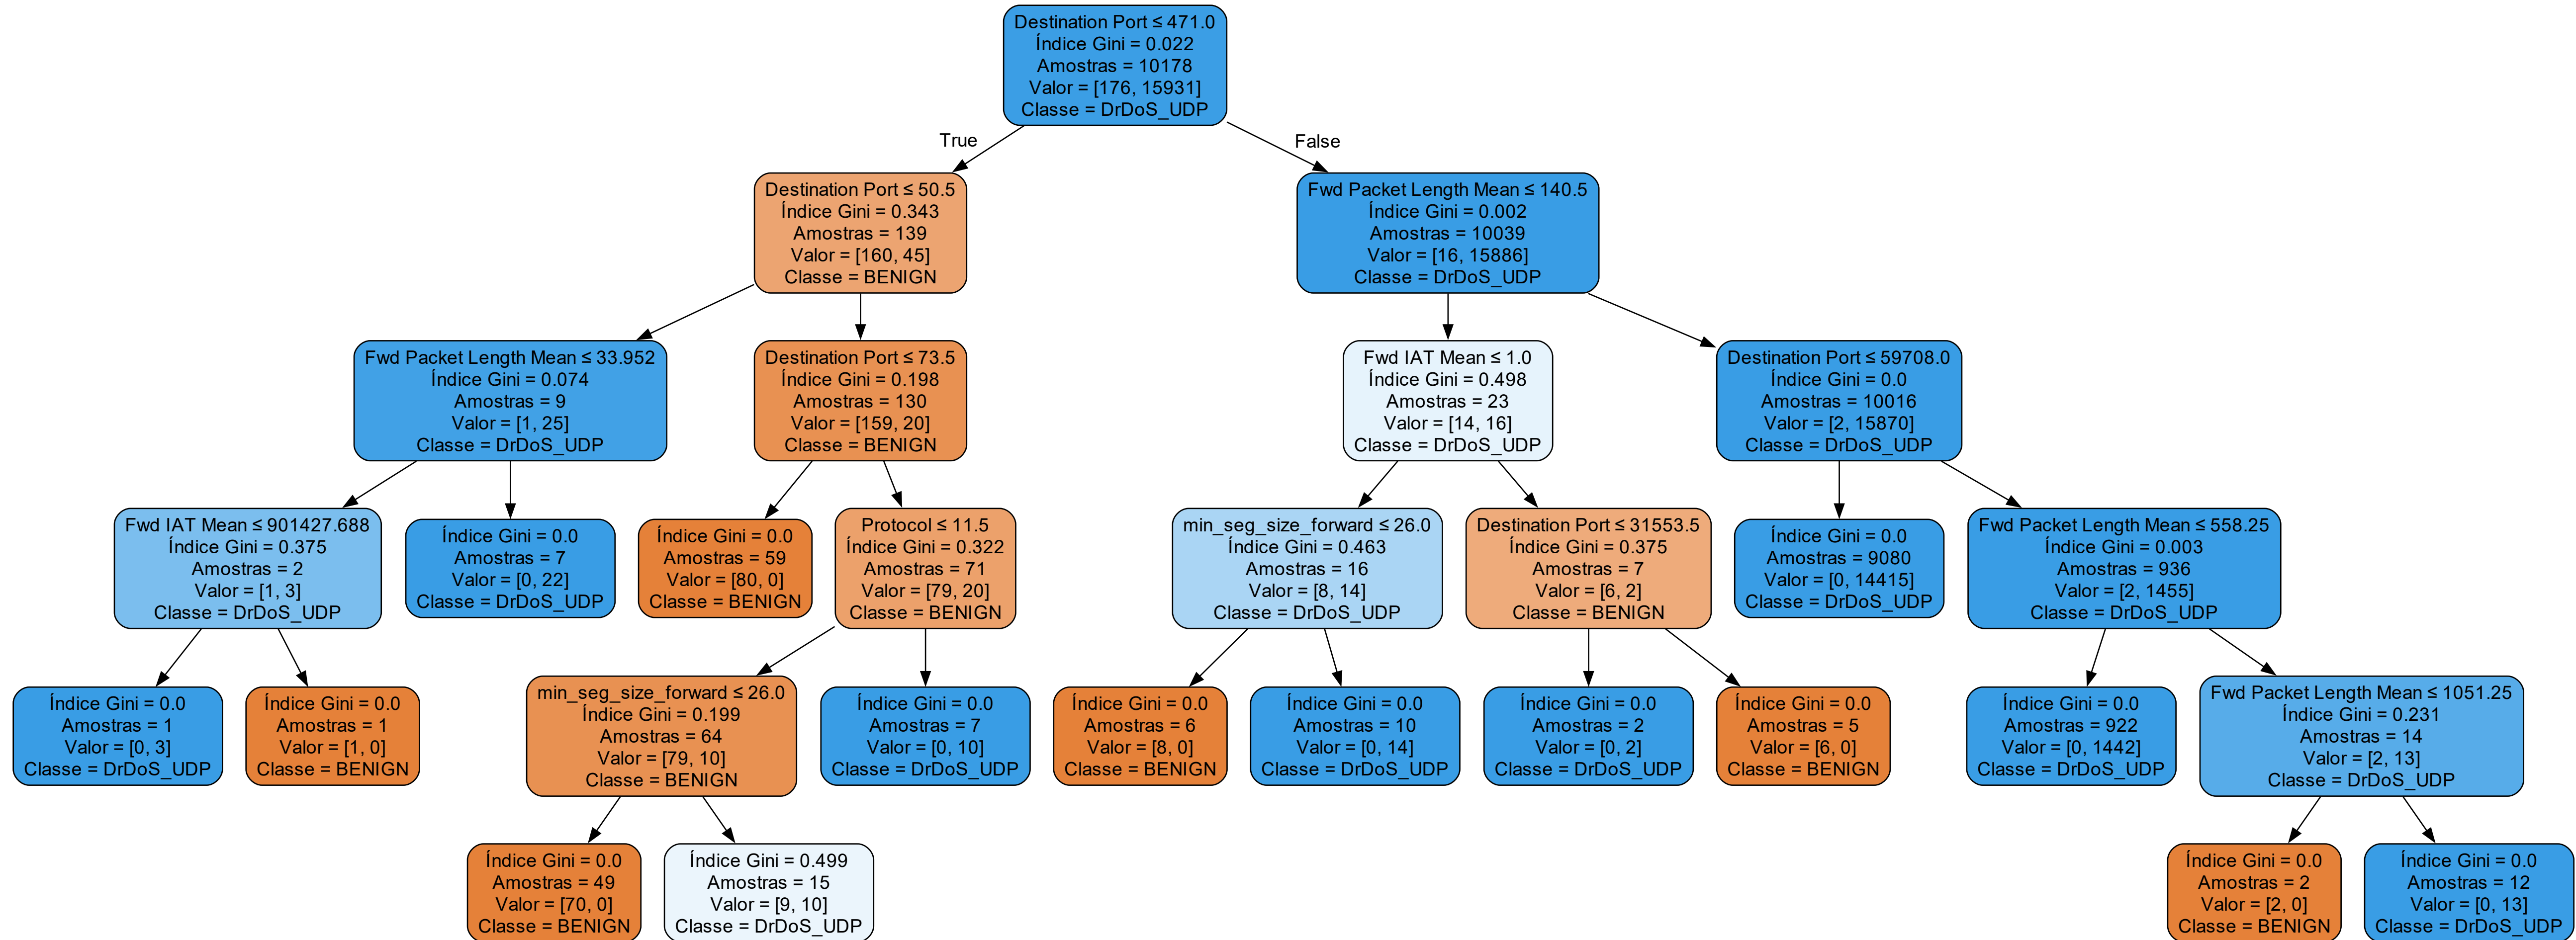 Destination Port ≤ 471.0
Índice Gini = 0.022
Amostras = 10178
Valor = [176, 15931]
Classe = DrDoS_UDP
True
False
Destination Port ≤ 50.5
Índice Gini = 0.343
Amostras = 139
Valor = [160, 45]
Classe = BENIGN
Fwd Packet Length Mean ≤ 140.5
Índice Gini = 0.002
Amostras = 10039
Valor = [16, 15886]
Classe = DrDoS_UDP
Fwd Packet Length Mean ≤ 33.952
Índice Gini = 0.074
Amostras = 9
Valor = [1, 25]
Classe = DrDoS_UDP
Destination Port ≤ 73.5
Índice Gini = 0.198
Amostras = 130
Valor = [159, 20]
Classe = BENIGN
Fwd IAT Mean ≤ 1.0
Índice Gini = 0.498
Amostras = 23
Valor = [14, 16]
Classe = DrDoS_UDP
Destination Port ≤ 59708.0
Índice Gini = 0.0
Amostras = 10016
Valor = [2, 15870]
Classe = DrDoS_UDP
Fwd IAT Mean ≤ 901427.688
Índice Gini = 0.375
Amostras = 2
Valor = [1, 3]
Classe = DrDoS_UDP
Índice Gini = 0.0
Amostras = 7
Valor = [0, 22]
Classe = DrDoS_UDP
Índice Gini = 0.0
Amostras = 59
Valor = [80, 0]
Classe = BENIGN
Protocol ≤ 11.5
Índice Gini = 0.322
Amostras = 71
Valor = [79, 20]
Classe = BENIGN
min_seg_size_forward ≤ 26.0
Índice Gini = 0.463
Amostras = 16
Valor = [8, 14]
Classe = DrDoS_UDP
Destination Port ≤ 31553.5
Índice Gini = 0.375
Amostras = 7
Valor = [6, 2]
Classe = BENIGN
Índice Gini = 0.0
Amostras = 9080
Valor = [0, 14415]
Classe = DrDoS_UDP
Fwd Packet Length Mean ≤ 558.25
Índice Gini = 0.003
Amostras = 936
Valor = [2, 1455]
Classe = DrDoS_UDP
Índice Gini = 0.0
Amostras = 1
Valor = [0, 3]
Classe = DrDoS_UDP
Índice Gini = 0.0
Amostras = 1
Valor = [1, 0]
Classe = BENIGN
min_seg_size_forward ≤ 26.0
Índice Gini = 0.199
Amostras = 64
Valor = [79, 10]
Classe = BENIGN
Índice Gini = 0.0
Amostras = 7
Valor = [0, 10]
Classe = DrDoS_UDP
Índice Gini = 0.0
Amostras = 6
Valor = [8, 0]
Classe = BENIGN
Índice Gini = 0.0
Amostras = 10
Valor = [0, 14]
Classe = DrDoS_UDP
Índice Gini = 0.0
Amostras = 2
Valor = [0, 2]
Classe = DrDoS_UDP
Índice Gini = 0.0
Amostras = 5
Valor = [6, 0]
Classe = BENIGN
Índice Gini = 0.0
Amostras = 922
Valor = [0, 1442]
Classe = DrDoS_UDP
Fwd Packet Length Mean ≤ 1051.25
Índice Gini = 0.231
Amostras = 14
Valor = [2, 13]
Classe = DrDoS_UDP
Índice Gini = 0.0
Amostras = 49
Valor = [70, 0]
Classe = BENIGN
Índice Gini = 0.499
Amostras = 15
Valor = [9, 10]
Classe = DrDoS_UDP
Índice Gini = 0.0
Amostras = 2
Valor = [2, 0]
Classe = BENIGN
Índice Gini = 0.0
Amostras = 12
Valor = [0, 13]
Classe = DrDoS_UDP